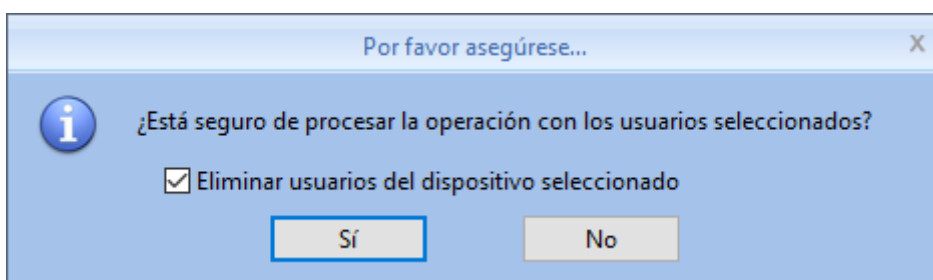 Por favor asegúrese...
X
¿Está seguro de procesar la operación con los usuarios seleccionados?
Eliminar usuarios del dispositivo seleccionado
Sí No